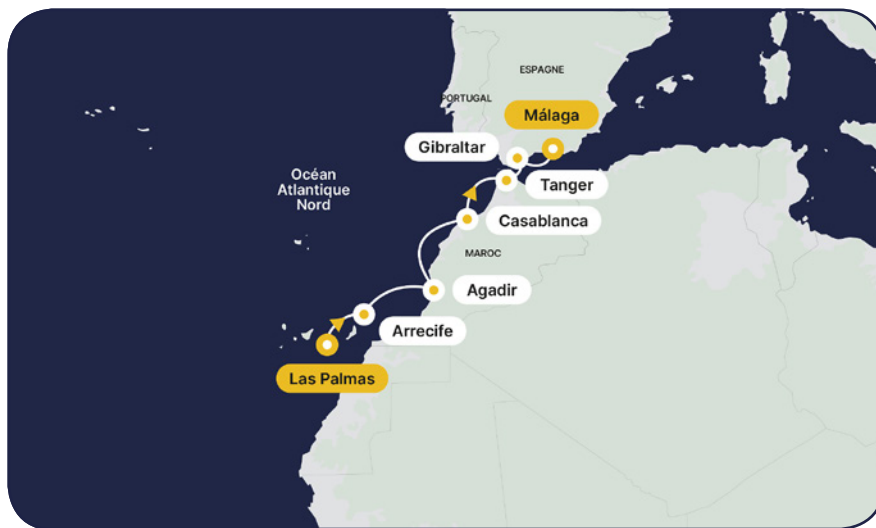 ESPAGNE
PORTUGAL
Málaga
Gibraltar
Tanger
Océan
Atlantique
Nord
Casablanca
MAROC
Agadir
Arrecife
Las Palmas